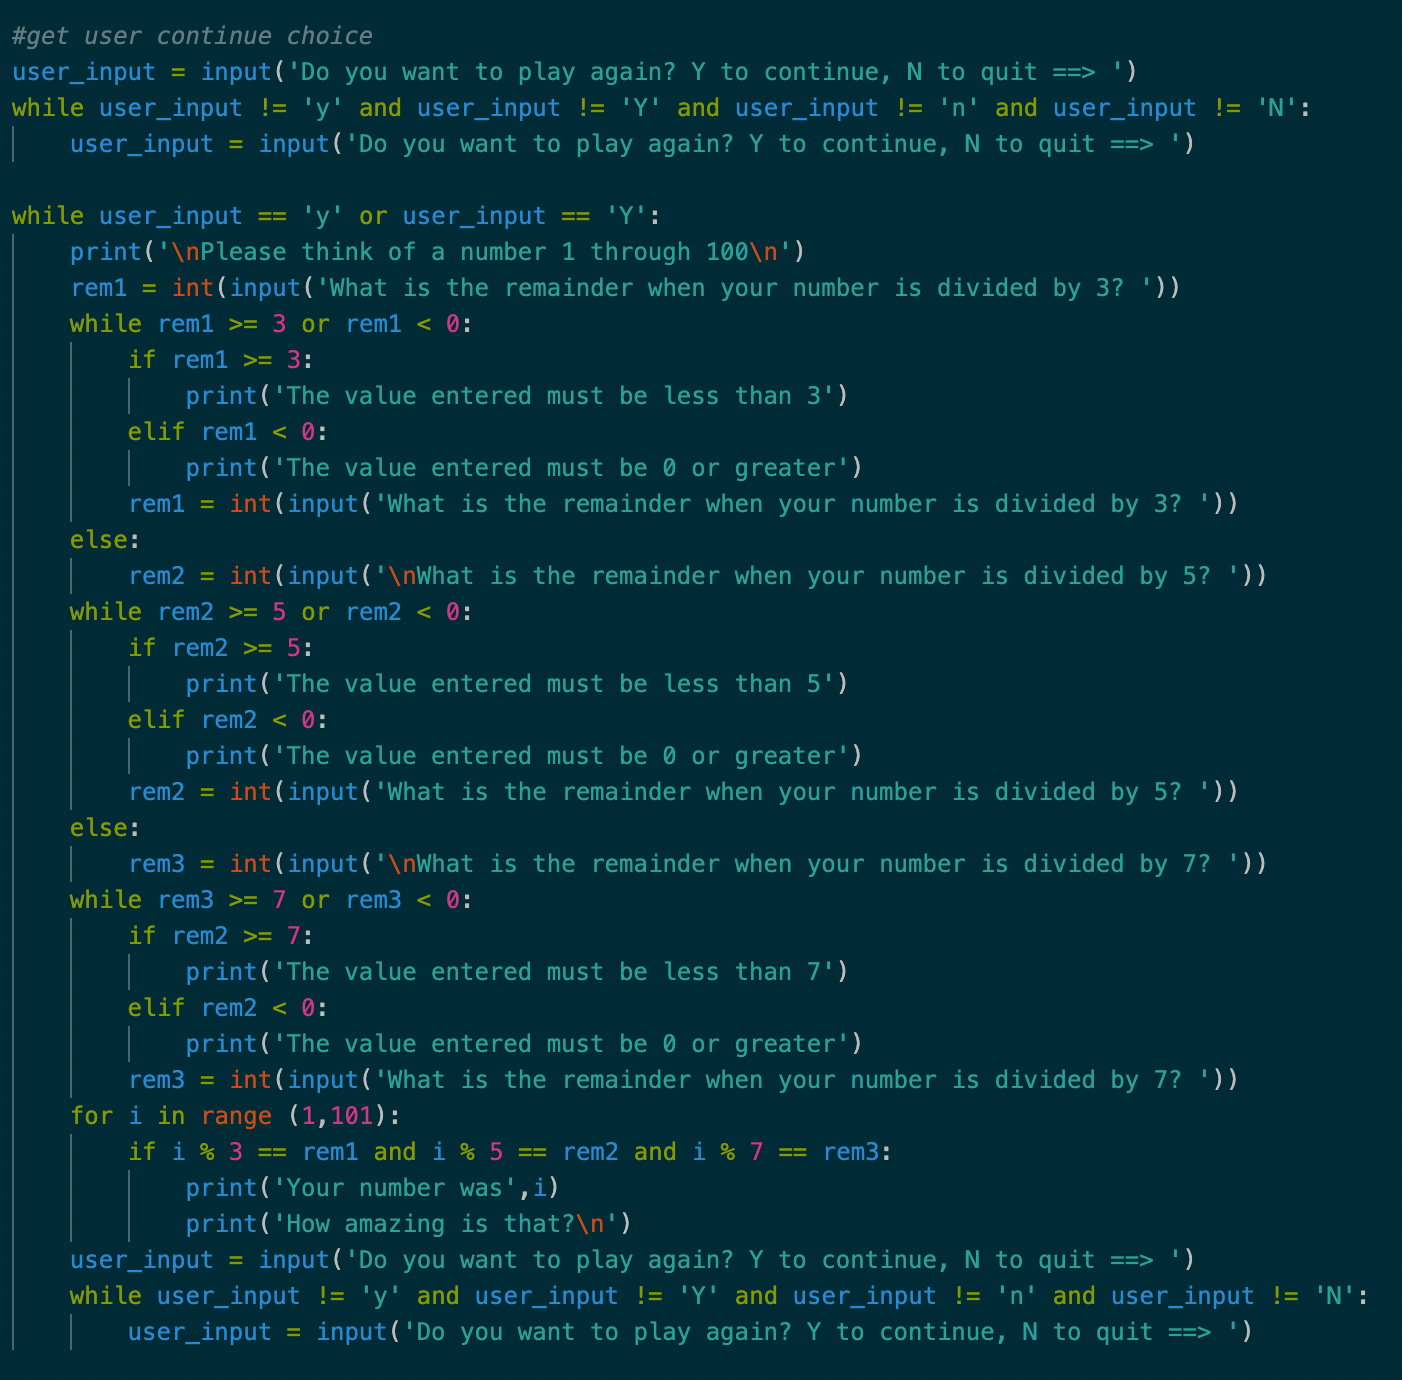 #get user continue choice
user_input = input('Do you want to play again? Y to continue, N to quit ==> ')
while user_input != 'y' and user_input != 'Y' and user_input != 'n' and user_input != 'N':
    user_input = input('Do you want to play again? Y to continue, N to quit ==> ')

while user_input == 'y' or user_input == 'Y':
    print('\nPlease think of a number 1 through 100\n')
    rem1 = int(input('What is the remainder when your number is divided by 3? '))
    while rem1 >= 3 or rem1 < 0:
        if rem1 >= 3:
            print('The value entered must be less than 3')
        elif rem1 < 0:
            print('The value entered must be 0 or greater')
        rem1 = int(input('What is the remainder when your number is divided by 3? '))
    else:
        rem2 = int(input('\nWhat is the remainder when your number is divided by 5? '))
    while rem2 >= 5 or rem2 < 0:
        if rem2 >= 5:
            print('The value entered must be less than 5')
        elif rem2 < 0:
            print('The value entered must be 0 or greater')
        rem2 = int(input('What is the remainder when your number is divided by 5? '))
    else:
        rem3 = int(input('\nWhat is the remainder when your number is divided by 7? '))
    while rem3 >= 7 or rem3 < 0:
        if rem2 >= 7:
            print('The value entered must be less than 7')
        elif rem2 < 0:
            print('The value entered must be 0 or greater')
        rem3 = int(input('What is the remainder when your number is divided by 7? '))
    for i in range (1,101):
        if i % 3 == rem1 and i % 5 == rem2 and i % 7 == rem3:
            print('Your number was',i)
            print('How amazing is that?\n')
    user_input = input('Do you want to play again? Y to continue, N to quit ==> ')
    while user_input != 'y' and user_input != 'Y' and user_input != 'n' and user_input != 'N':
        user_input = input('Do you want to play again? Y to continue, N to quit ==> ')